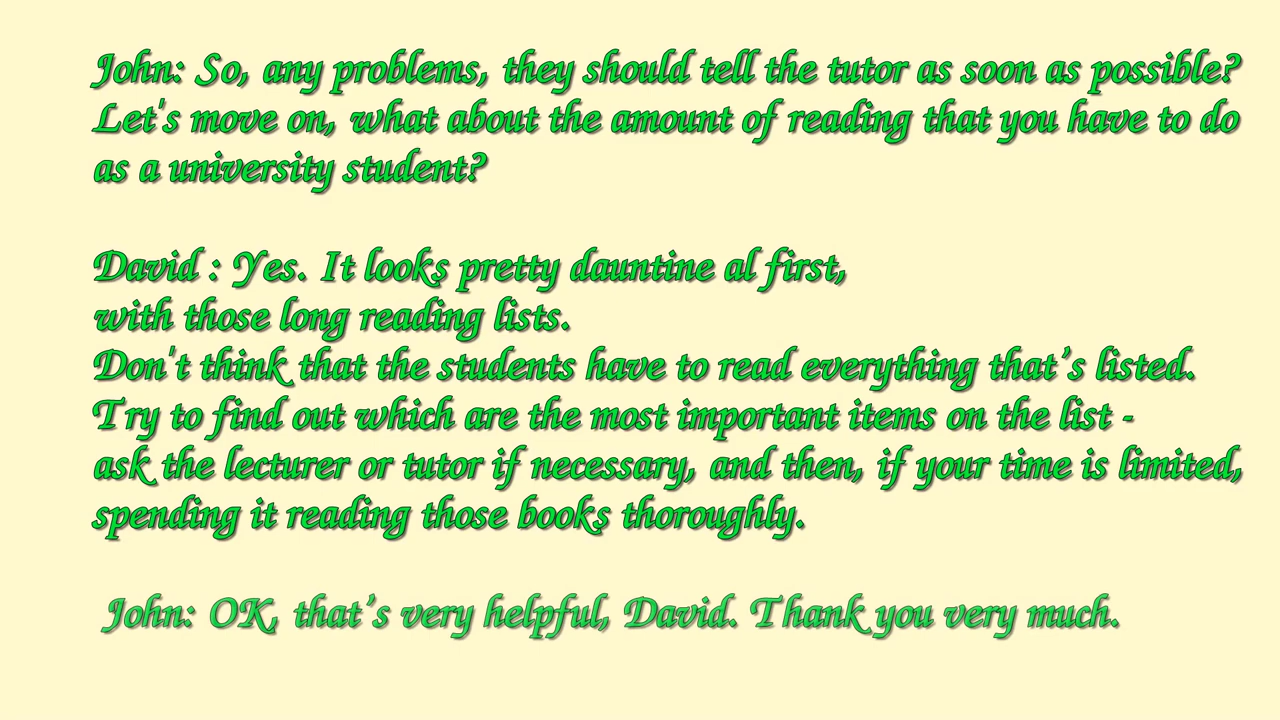 John: So, any problems, they should tell the tutor as soon as possible?
Let's move on, what about the amount of reading that you have to do
as a university student?
David : Yes. It looks pretty dauntine al first,
with those long reading lists.
Don't think that the students have to read everything that’s listed.
Try to find out which are the most important items on the list -
ask the lecturer or tutor if necessary, and then, if your time is limited,
spending it reading those books thoroughly.
John: OK, that’s very helpful, David. Thank you very much.